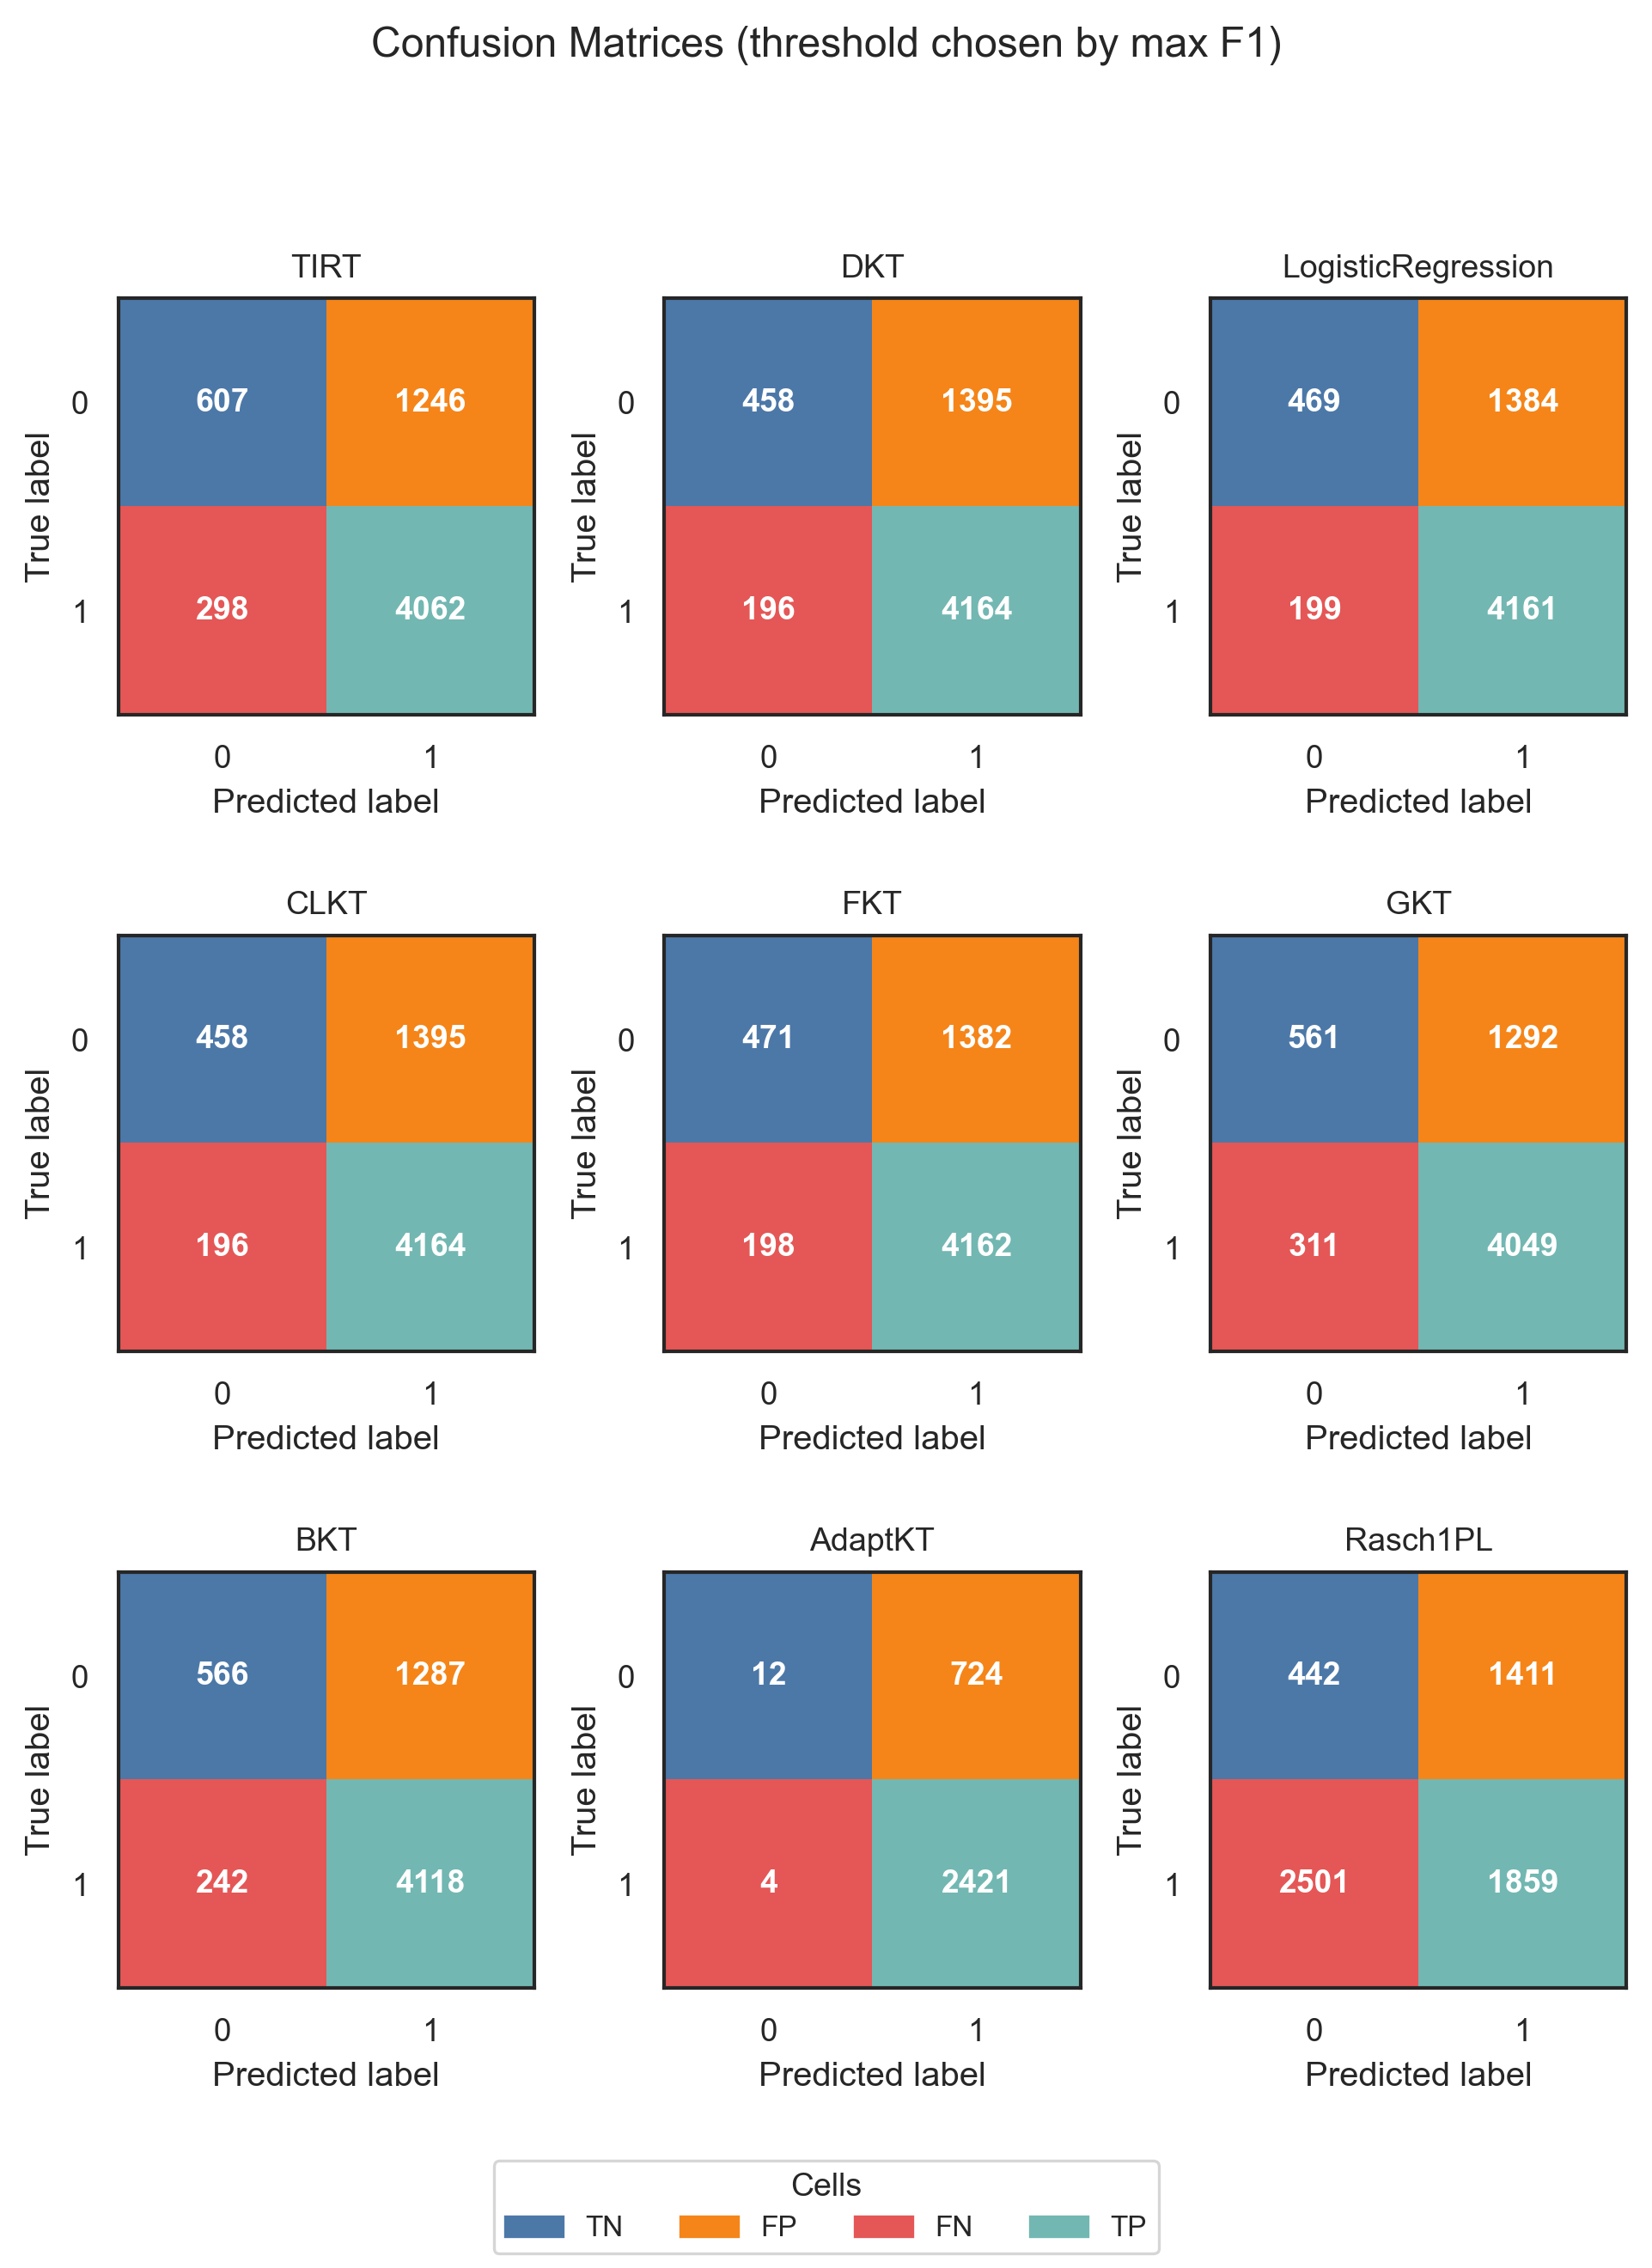 Confusion Matrices (threshold chosen by max F1)
TIRT
DKT
LogisticRegression
True label
0
607
1246
1
298
4062
0
1
Predicted label
True label
0
458
1395
1
196
4164
0
1
Predicted label
True label
0
469
1384
1
199
4161
0
1
Predicted label
CLKT
FKT
GKT
True label
0
458
1395
1
196
4164
0
1
Predicted label
True label
0
471
1382
1
198
4162
0
1
Predicted label
True label
0
561
1292
1
311
4049
0
1
Predicted label
BKT
AdaptKT
Rasch1PL
True label
0
566
1287
1
242
4118
0
1
Predicted label
True label
0
12
724
1
4
2421
0
1
Predicted label
True label
0
442
1411
1
2501
1859
0
1
Predicted label
Cells
TN
FP
FN
TP